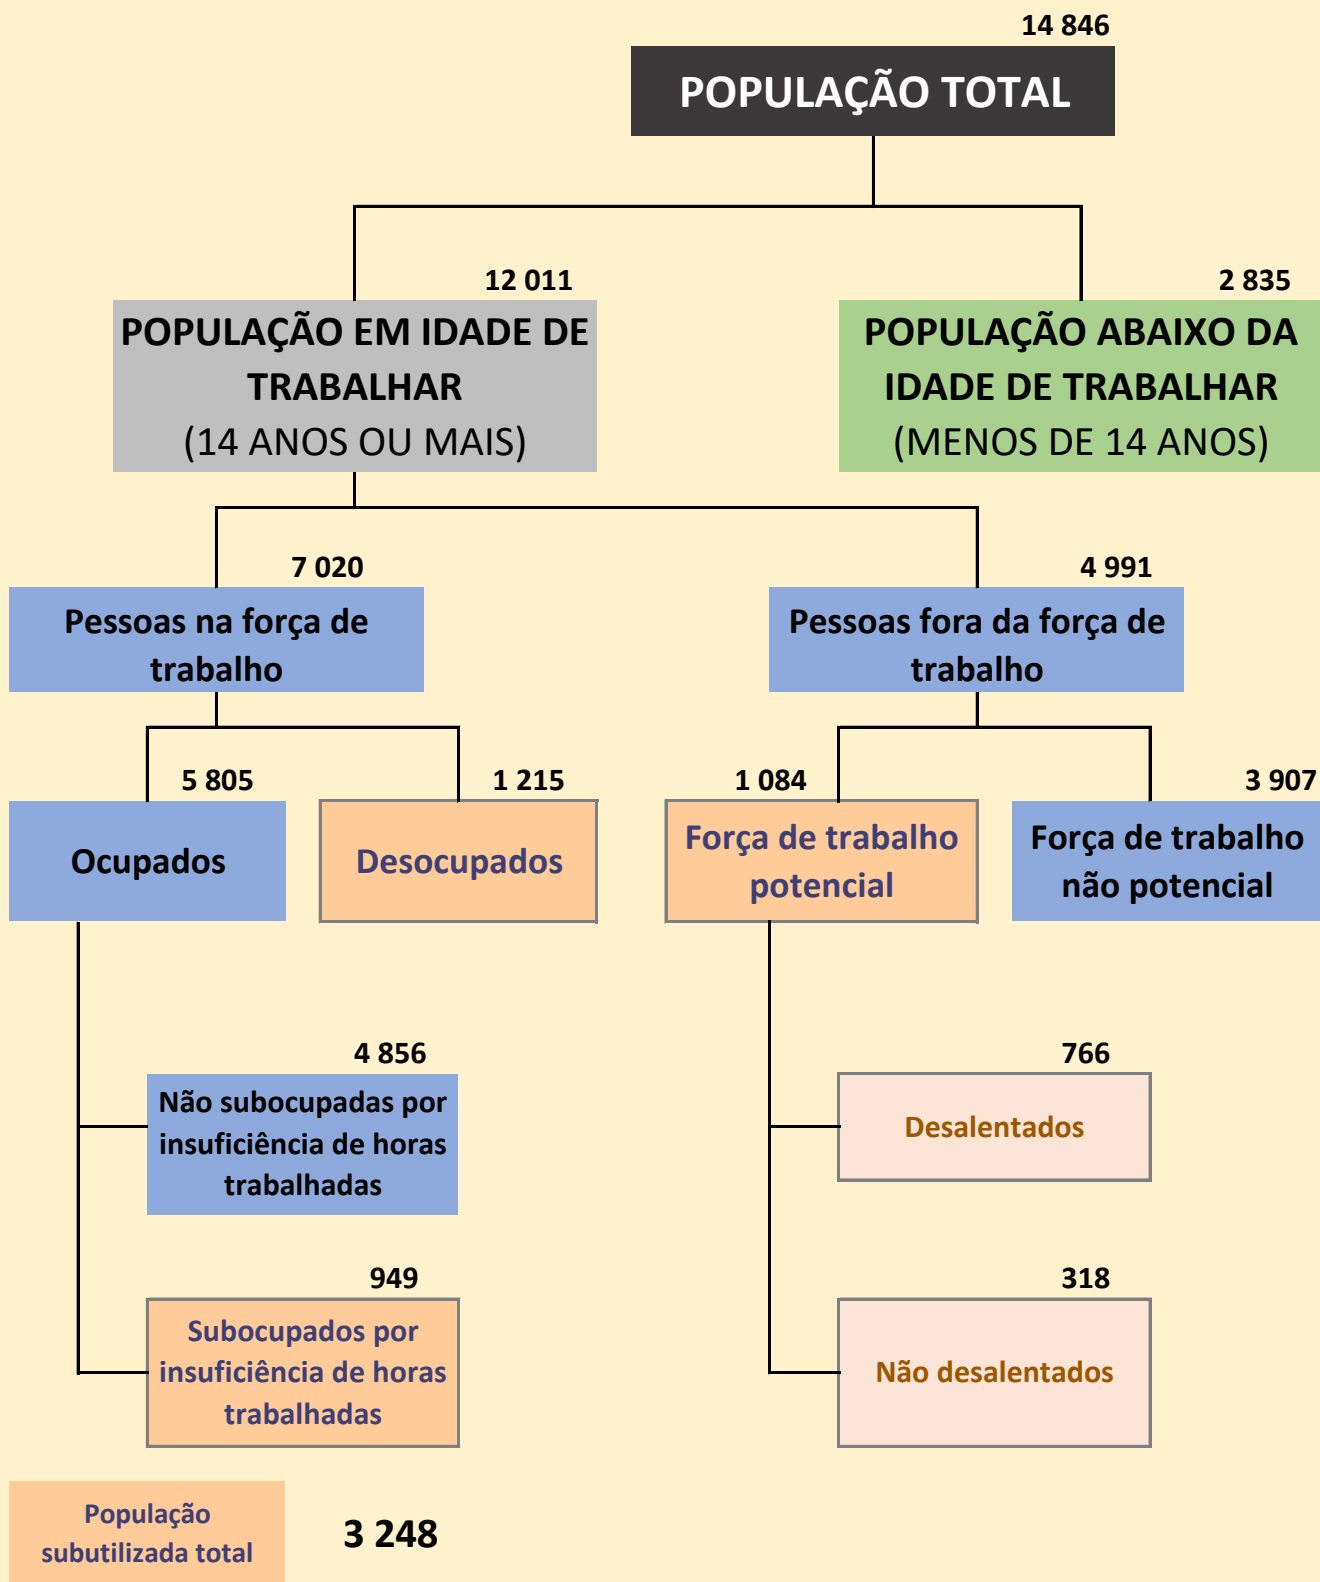 14 846
POPULAÇÃO TOTAL
12 011
POPULAÇÃO EM IDADE DE
TRABALHAR
(14 ANOS OU MAIS)
2 835
POPULAÇÃO ABAIXO DA
IDADE DE TRABALHAR
(MENOS DE 14 ANOS)
7 020
Pessoas na força de
trabalho
4 991
Pessoas fora da força de
trabalho
5 805
Ocupados
1 215
Desocupados
1 084
Força de trabalho
potencial
3 907
Força de trabalho
não potencial
4 856
Não subocupadas por
insuficiência de horas
trabalhadas
766
Desalentados
949
Subocupados por
insuficiência de horas
trabalhadas
318
Não desalentados
População
subutilizada total
3 248